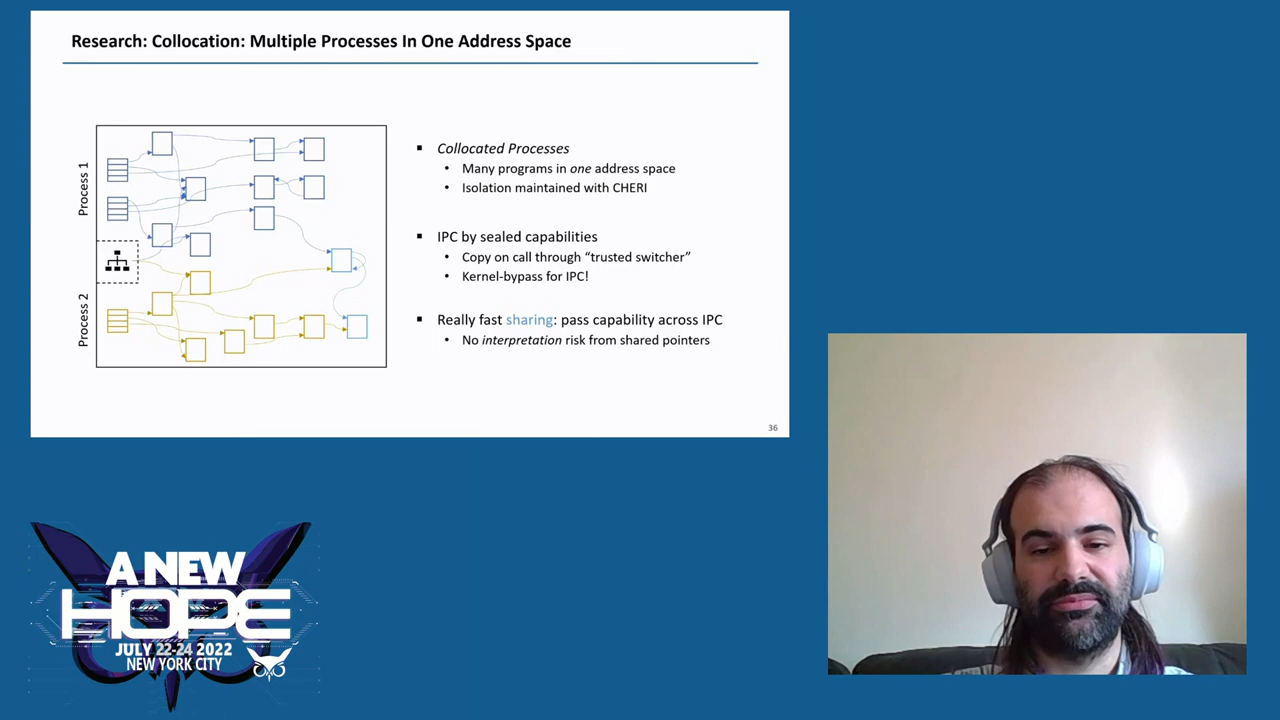 Research: Collocation: Multiple Processes In One Address Space
Process 1
Process 2
▪ Collocated Processes
• Many programs in one address space
• Isolation maintained with CHERI
▪ IPC by sealed capabilities
• Copy on call through “trusted switcher”
• Kernel-bypass for IPC!
▪ Really fast sharing: pass capability across IPC
• No interpretation risk from shared pointers
36
A NEW
HOPE
JULY 22-24 2022
NEW YORK CITY